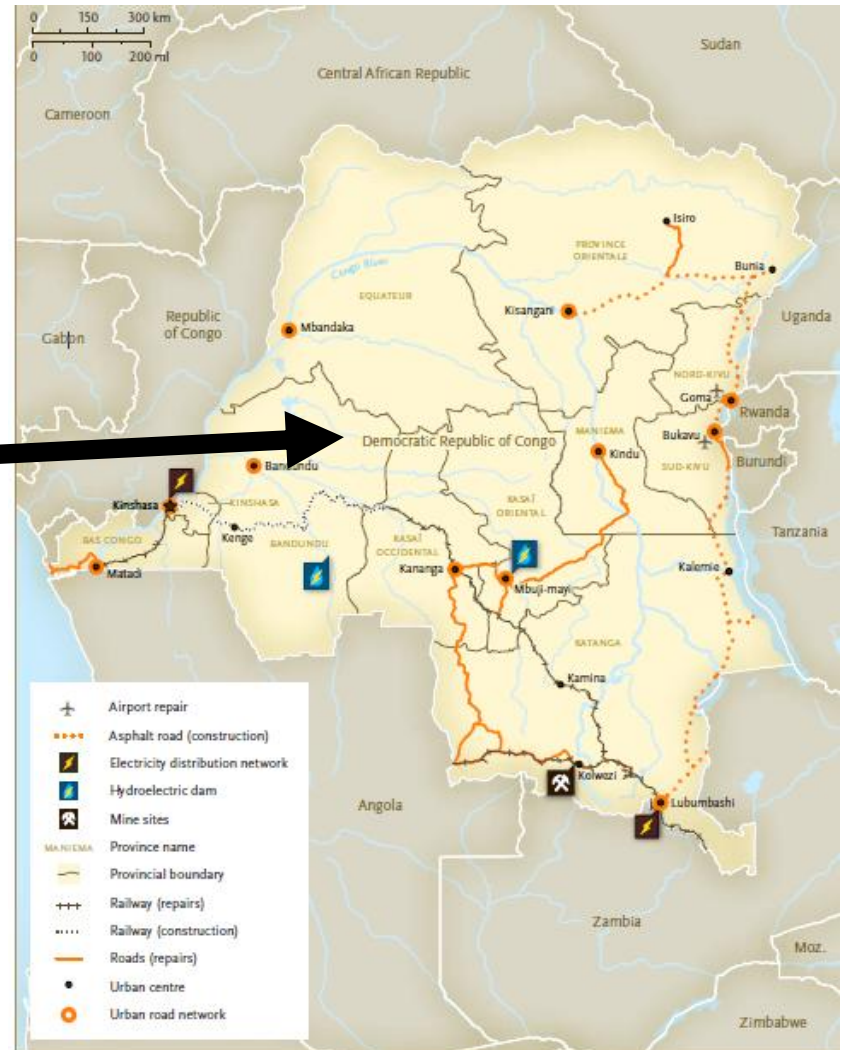 0 150 300 km
0 100 200 ml
Sudan
Central African Republic
Cameroon
Isiro
PROVINCE
ORIENTALE
Bunia
Congo River
EQUATEUR
Republic
of Congo
Kisangani
Uganda
Gabon
Mbandaka
NORD-KIVU
Goma
Rwanda
MANIEMA
Bukavu
Democratic Republic of Congo
Kindu
SUD-KIVU
Burundi
Bandundu
KASAÏ
ORIENTAL
Kinshasa
KINSHASA
Tanzania
Kenge
BANDUNDU
KASAÏ
OCCIDENTAL
BAS CONGO
Matadi
Kananga
Kalemie
Mbuji-mayi
KATANGA
Kamina
Airport repair
Asphalt road (construction)
Electricity distribution network
Kolwezi
Hydroelectric dam
Angola
Lubumbashi
Mine sites
MANIEMA Province name
Provincial boundary
Railway (repairs)
Railway (construction)
Zambia
Roads (repairs)
Moz.
Urban centre
Urban road network
Zimbabwe